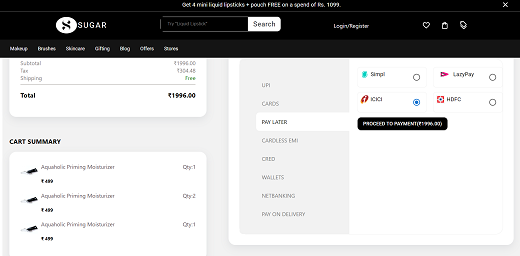 Get 4 mini liquid lipsticks + pouch FREE on a spend of Rs. 1099.
S SUGAR
Try "Liquid Lipstick"
Search
Login/Register
Makeup Brushes Skincare Gifting Blog Offers Stores
Subtotal ₹1996.00
Tax ₹304.48
Shipping Free
Total ₹1996.00
CART SUMMARY
Aquaholic Priming Moisturizer Qty:1
₹ 499
Aquaholic Priming Moisturizer Qty:2
₹ 499
Aquaholic Priming Moisturizer Qty:1
₹ 499
UPI
CARDS
PAY LATER
CARDLESS EMI
CRED
WALLETS
NETBANKING
PAY ON DELIVERY
Simpl LazyPay
ICICI HDFC
PROCEED TO PAYMENT(₹1996.00)